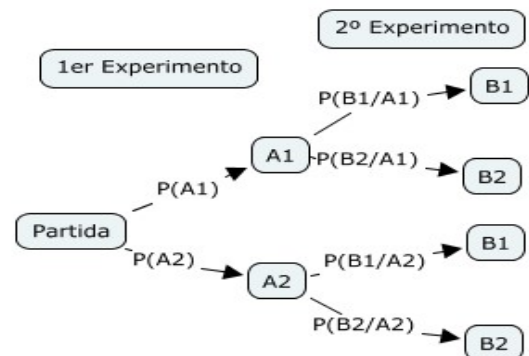 2º Experimento
1er Experimento
B1
P(B1/A1)
A1
P(B2/A1)
B2
P(A1)
Partida
P(A2)
B1
P(B1/A2)
A2
P(B2/A2)
B2